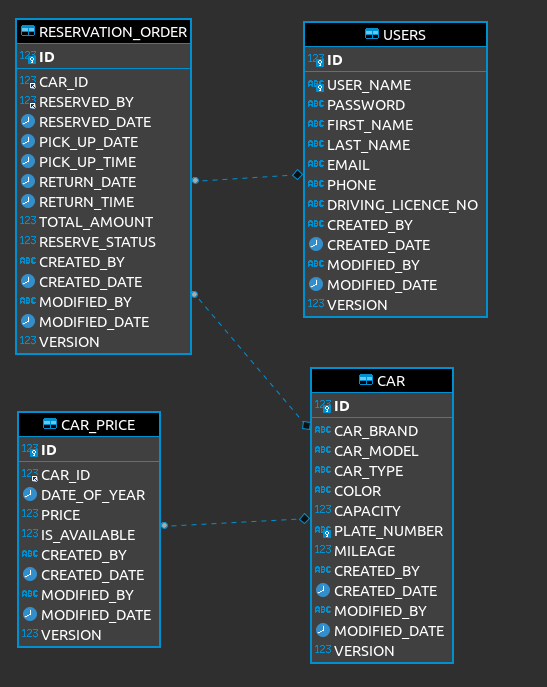 RESERVATION_ORDER
123 ID
123 CAR_ID
123 RESERVED_BY
RESERVED_DATE
PICK_UP_DATE
PICK_UP_TIME
RETURN_DATE
RETURN_TIME
123 TOTAL_AMOUNT
123 RESERVE_STATUS
ABC CREATED_BY
CREATED_DATE
ABC MODIFIED_BY
MODIFIED_DATE
123 VERSION
USERS
123 ID
ABC USER_NAME
ABC PASSWORD
ABC FIRST_NAME
ABC LAST_NAME
ABC EMAIL
ABC PHONE
ABC DRIVING_LICENCE_NO
ABC CREATED_BY
CREATED_DATE
ABC MODIFIED_BY
MODIFIED_DATE
123 VERSION
CAR_PRICE
123 ID
123 CAR_ID
DATE_OF_YEAR
123 PRICE
123 IS_AVAILABLE
ABC CREATED_BY
CREATED_DATE
ABC MODIFIED_BY
MODIFIED_DATE
123 VERSION
CAR
123 ID
ABC CAR_BRAND
ABC CAR_MODEL
ABC CAR_TYPE
ABC COLOR
123 CAPACITY
ABC PLATE_NUMBER
123 MILEAGE
ABC CREATED_BY
CREATED_DATE
ABC MODIFIED_BY
MODIFIED_DATE
123 VERSION